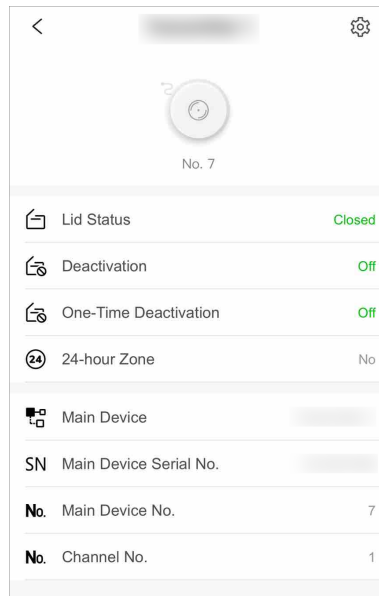 No. 7
Lid Status Closed
Deactivation Off
One-Time Deactivation Off
24 24-hour Zone No
Main Device
SN Main Device Serial No.
No. Main Device No. 7
No. Channel No. 1